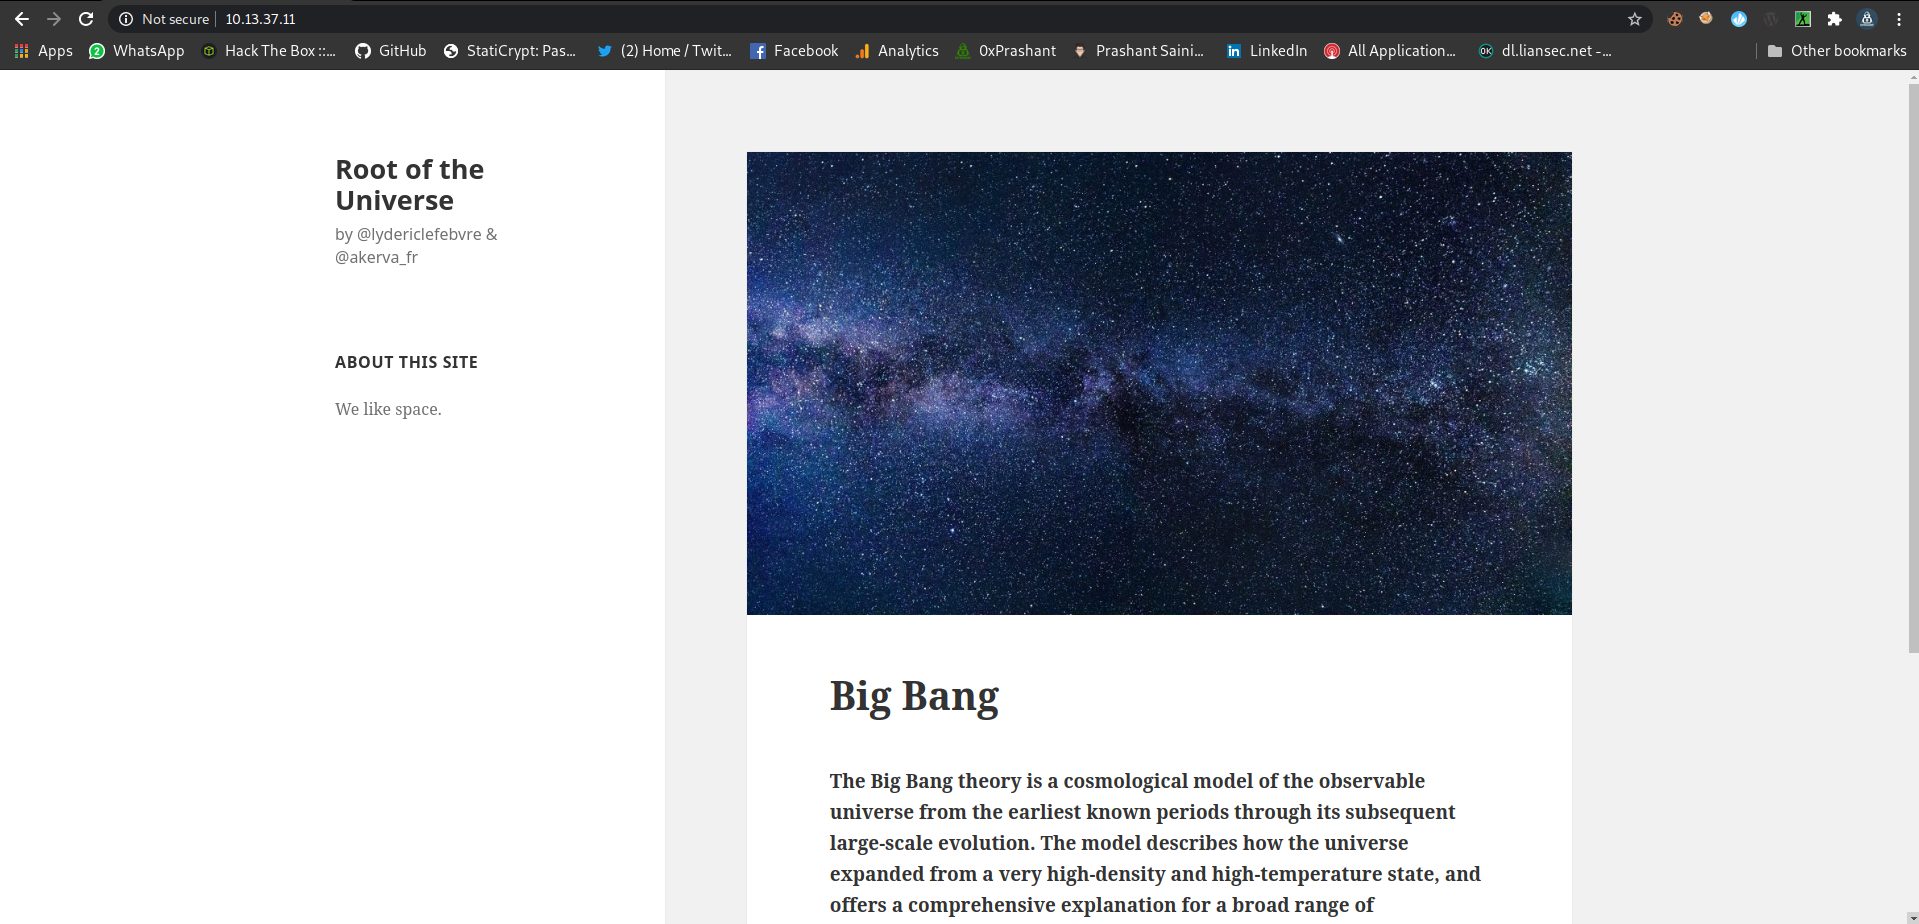 Not secure 10.13.37.11
Apps WhatsApp Hack The Box ::... GitHub StatiCrypt: Pas... (2) Home / Twit... Facebook Analytics 0xPrashant Prashant Saini... LinkedIn All Application... dl.liansec.net -... Other bookmarks
Root of the
Universe
by @lydericlefebvre &
@akerva_fr
ABOUT THIS SITE
We like space.
Big Bang
The Big Bang theory is a cosmological model of the observable
universe from the earliest known periods through its subsequent
large-scale evolution. The model describes how the universe
expanded from a very high-density and high-temperature state, and
offers a comprehensive explanation for a broad range of